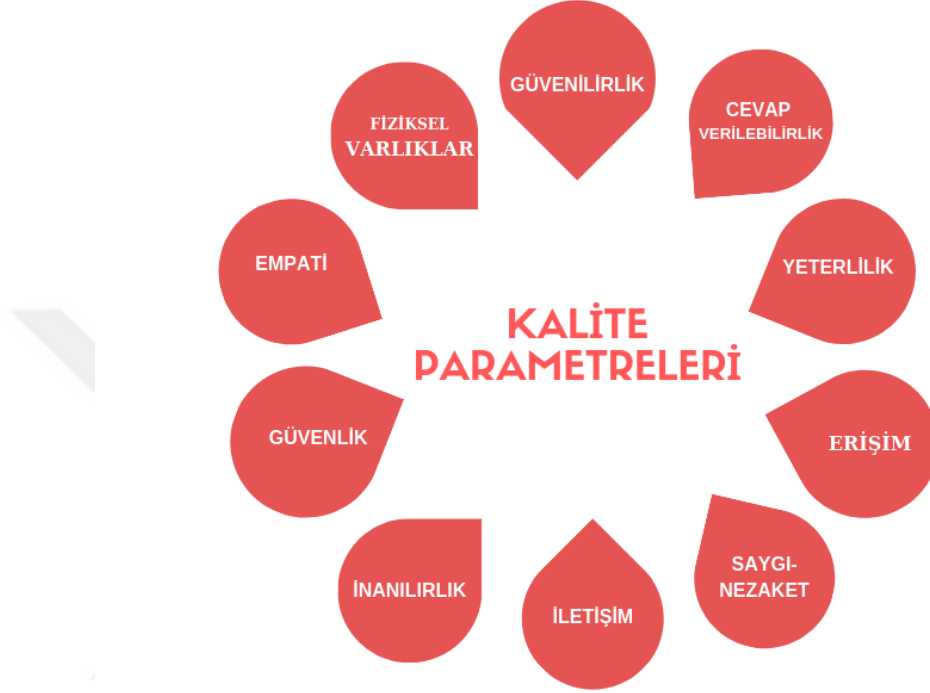 GÜVENİLİRLİK
CEVAP
VERİLEBİLİRLİK
YETERLİLİK
ERİŞİM
SAYGI-
NEZAKET
İLETİŞİM
İNANILIRLIK
GÜVENLİK
EMPATİ
FİZİKSEL
VARLIKLAR
KALİTE
PARAMETRELERİ